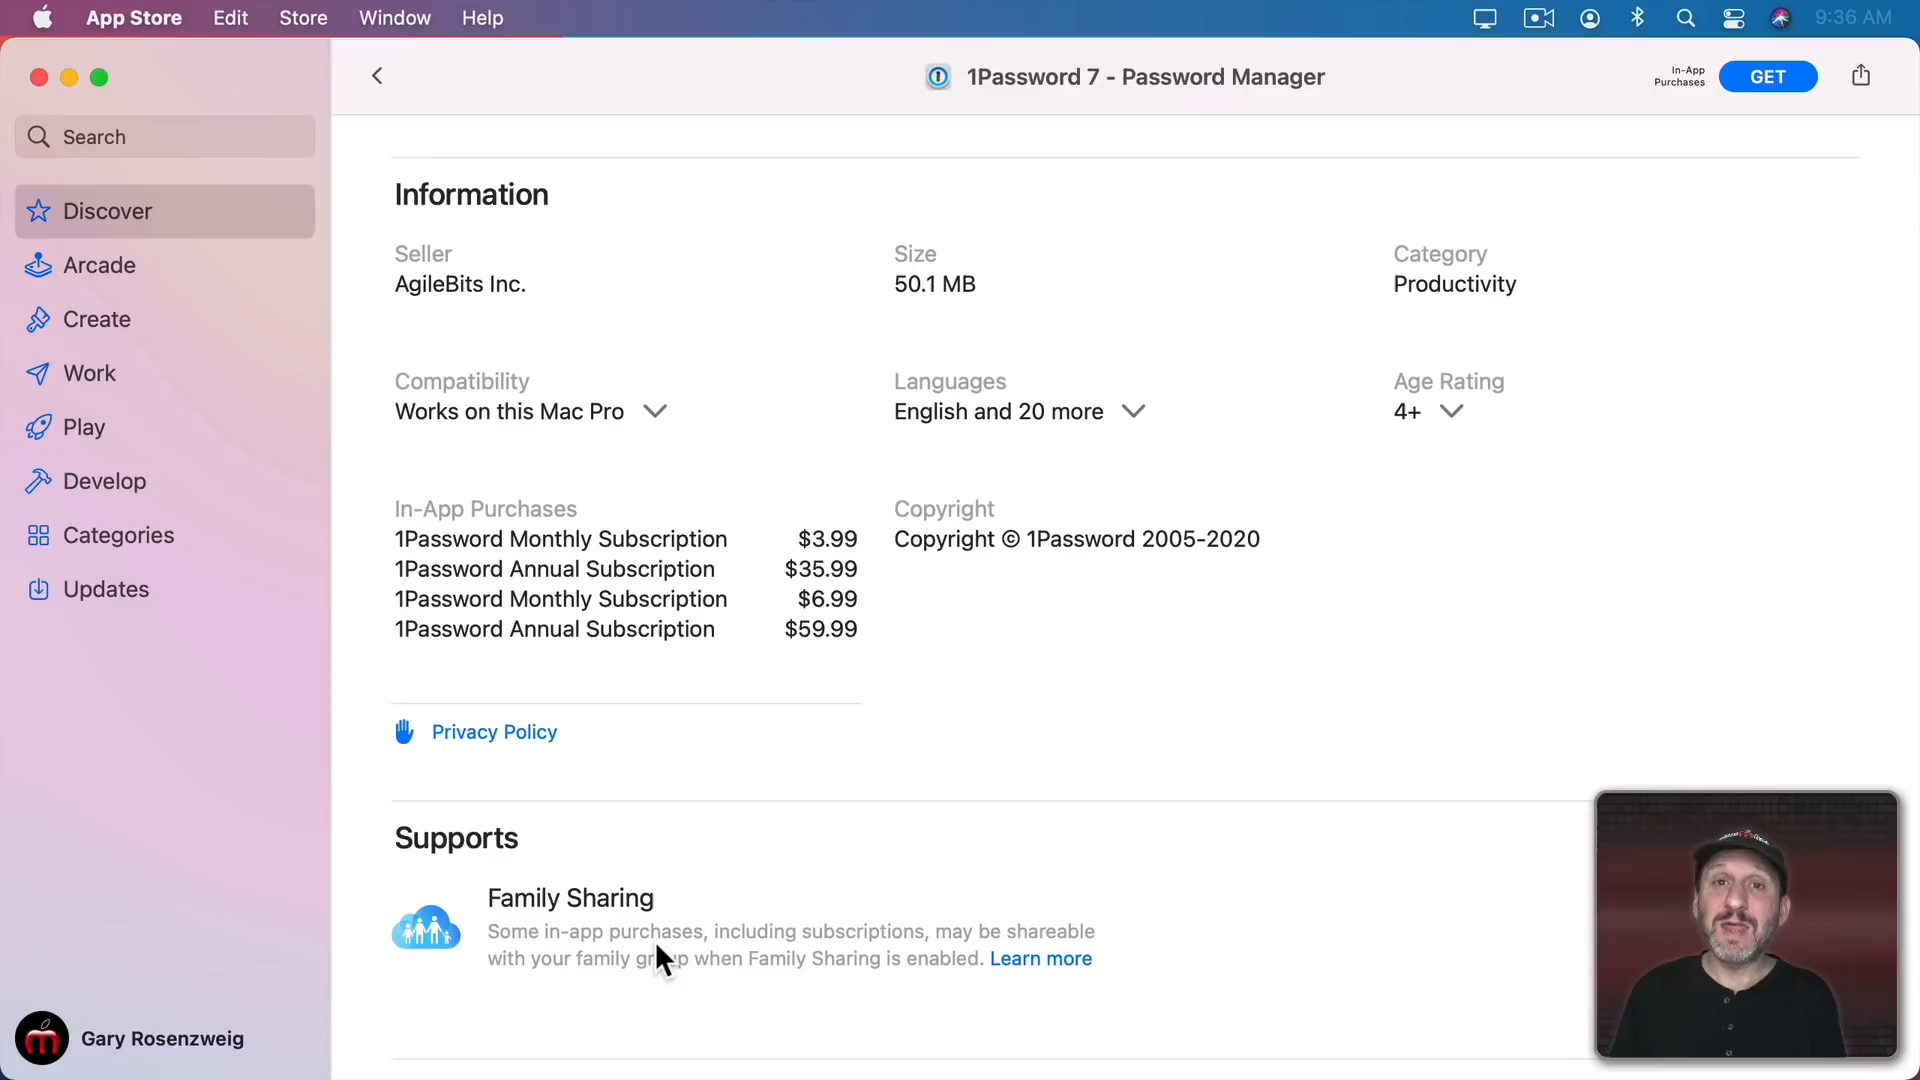 App Store Edit Store Window Help 9:36 AM
1Password 7 - Password Manager
In-App
Purchases
GET
Search
Discover
Arcade
Create
Work
Play
Develop
Categories
Updates
Gary Rosenzweig
Information
Seller
AgileBits Inc.
Size
50.1 MB
Category
Productivity
Compatibility
Works on this Mac Pro
Languages
English and 20 more
Age Rating
4+
In-App Purchases
1Password Monthly Subscription $3.99
1Password Annual Subscription $35.99
1Password Monthly Subscription $6.99
1Password Annual Subscription $59.99
Copyright
Copyright © 1Password 2005-2020
Privacy Policy
Supports
Family Sharing
Some in-app purchases, including subscriptions, may be shareable
with your family group when Family Sharing is enabled. Learn more